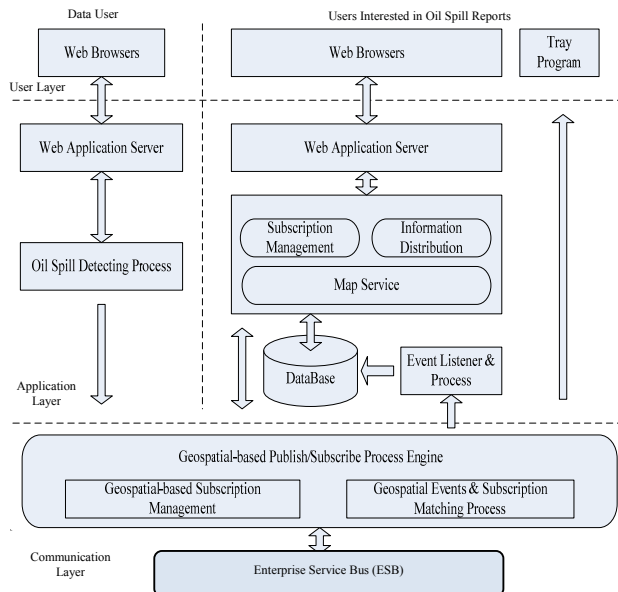 Data User
Users Interested in Oil Spill Reports
Web Browsers
Web Browsers
Tray
Program
User Layer
Web Application Server
Web Application Server
Subscription
Management
Information
Distribution
Oil Spill Detecting Process
Map Service
DataBase
Event Listener &
Process
Application
Layer
Geospatial-based Publish/Subscribe Process Engine
Geospatial-based Subscription
Management
Geospatial Events & Subscription
Matching Process
Communication
Layer
Enterprise Service Bus (ESB)